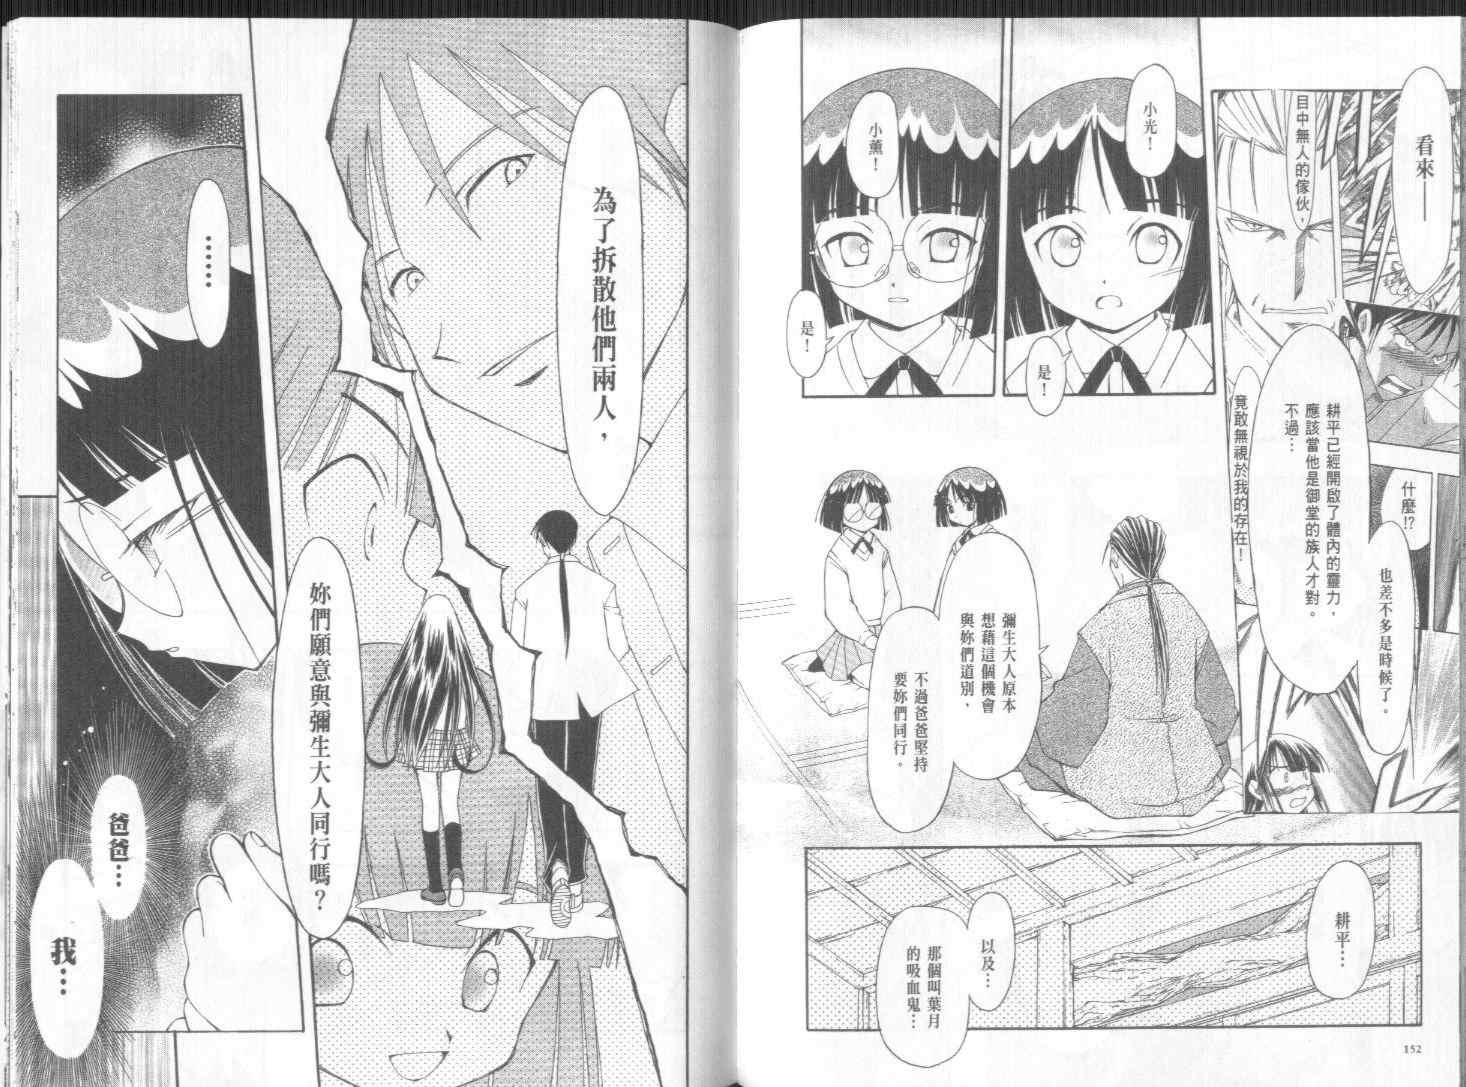 看來——
目中無人的傢伙，
竟敢無視於我的存在！
什麼!?
也差不多是時候了。
耕平已經開啟了體內的靈力，
應該當他是御堂的族人才對。
不過…
小光！
是！
小薰！
是！
彌生大人原本
想藉這個機會
與妳們道別，
不過爸爸堅持
要妳們同行。
耕平…
以及…
那個叫葉月
的吸血鬼…
152
為了拆散他們兩人，
妳們願意與彌生大人同行嗎？
……
爸爸…
我…